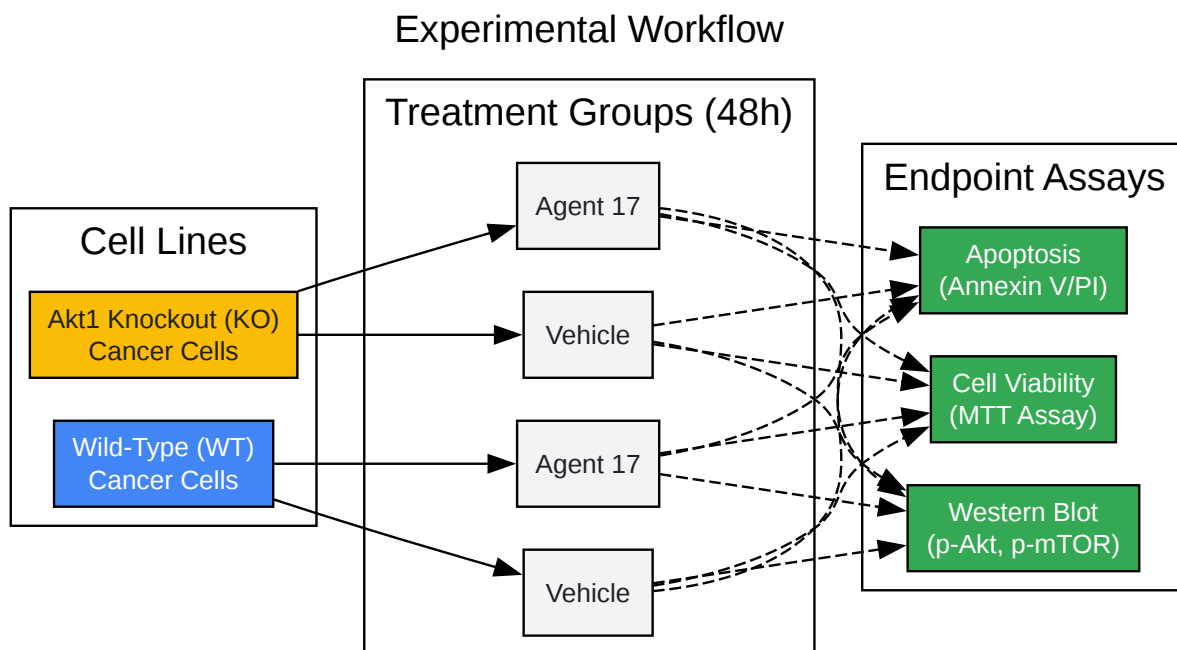 Experimental Workflow
Cell Lines
Akt1 Knockout (KO)
Cancer Cells
Wild-Type (WT)
Cancer Cells
Treatment Groups (48h)
Agent 17
Vehicle
Agent 17
Vehicle
Endpoint Assays
Apoptosis
(Annexin V/PI)
Cell Viability
(MTT Assay)
Western Blot
(p-Akt, p-mTOR)